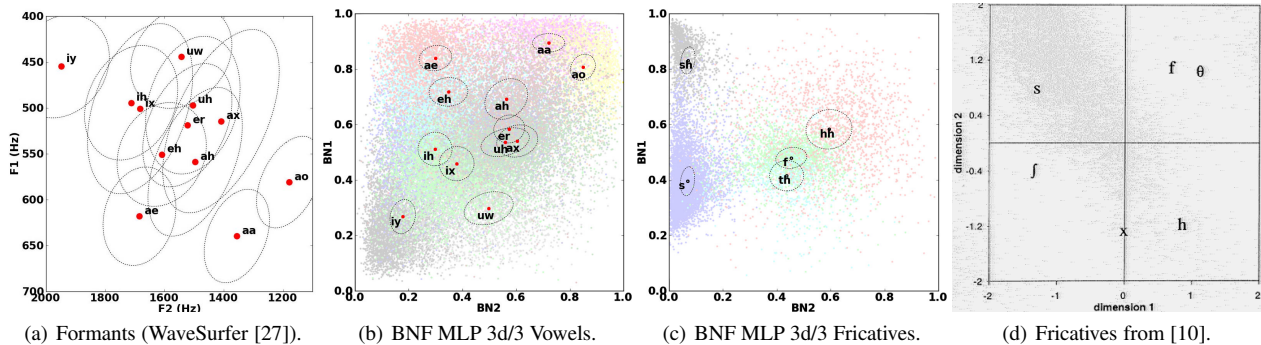 400
450
500
550
600
650
700
F1 (Hz)
iy
uw
ih
ix
uh
er
ax
eh
ah
ae
ao
aa
2000
1800
1600
1400
1200
F2 (Hz)
(a) Formants (WaveSurfer [27]).
1.0
0.8
0.6
0.4
0.2
0.0
BN1
aa
ae
ao
eh
ah
er
uh
ax
ih
ix
uw
iy
0.0
0.2
0.4
0.6
0.8
1.0
BN2
(b) BNF MLP 3d/3 Vowels.
1.0
0.8
0.6
0.4
0.2
0.0
BN1
sh
hh
f
th
s
0.0
0.2
0.4
0.6
0.8
1.0
BN2
(c) BNF MLP 3d/3 Fricatives.
2
1.2
0.4
-0.4
-1.2
-2
dimension 2
f
θ
s
ʃ
h
x
-2
-1
0
1
2
dimension 1
(d) Fricatives from [10].